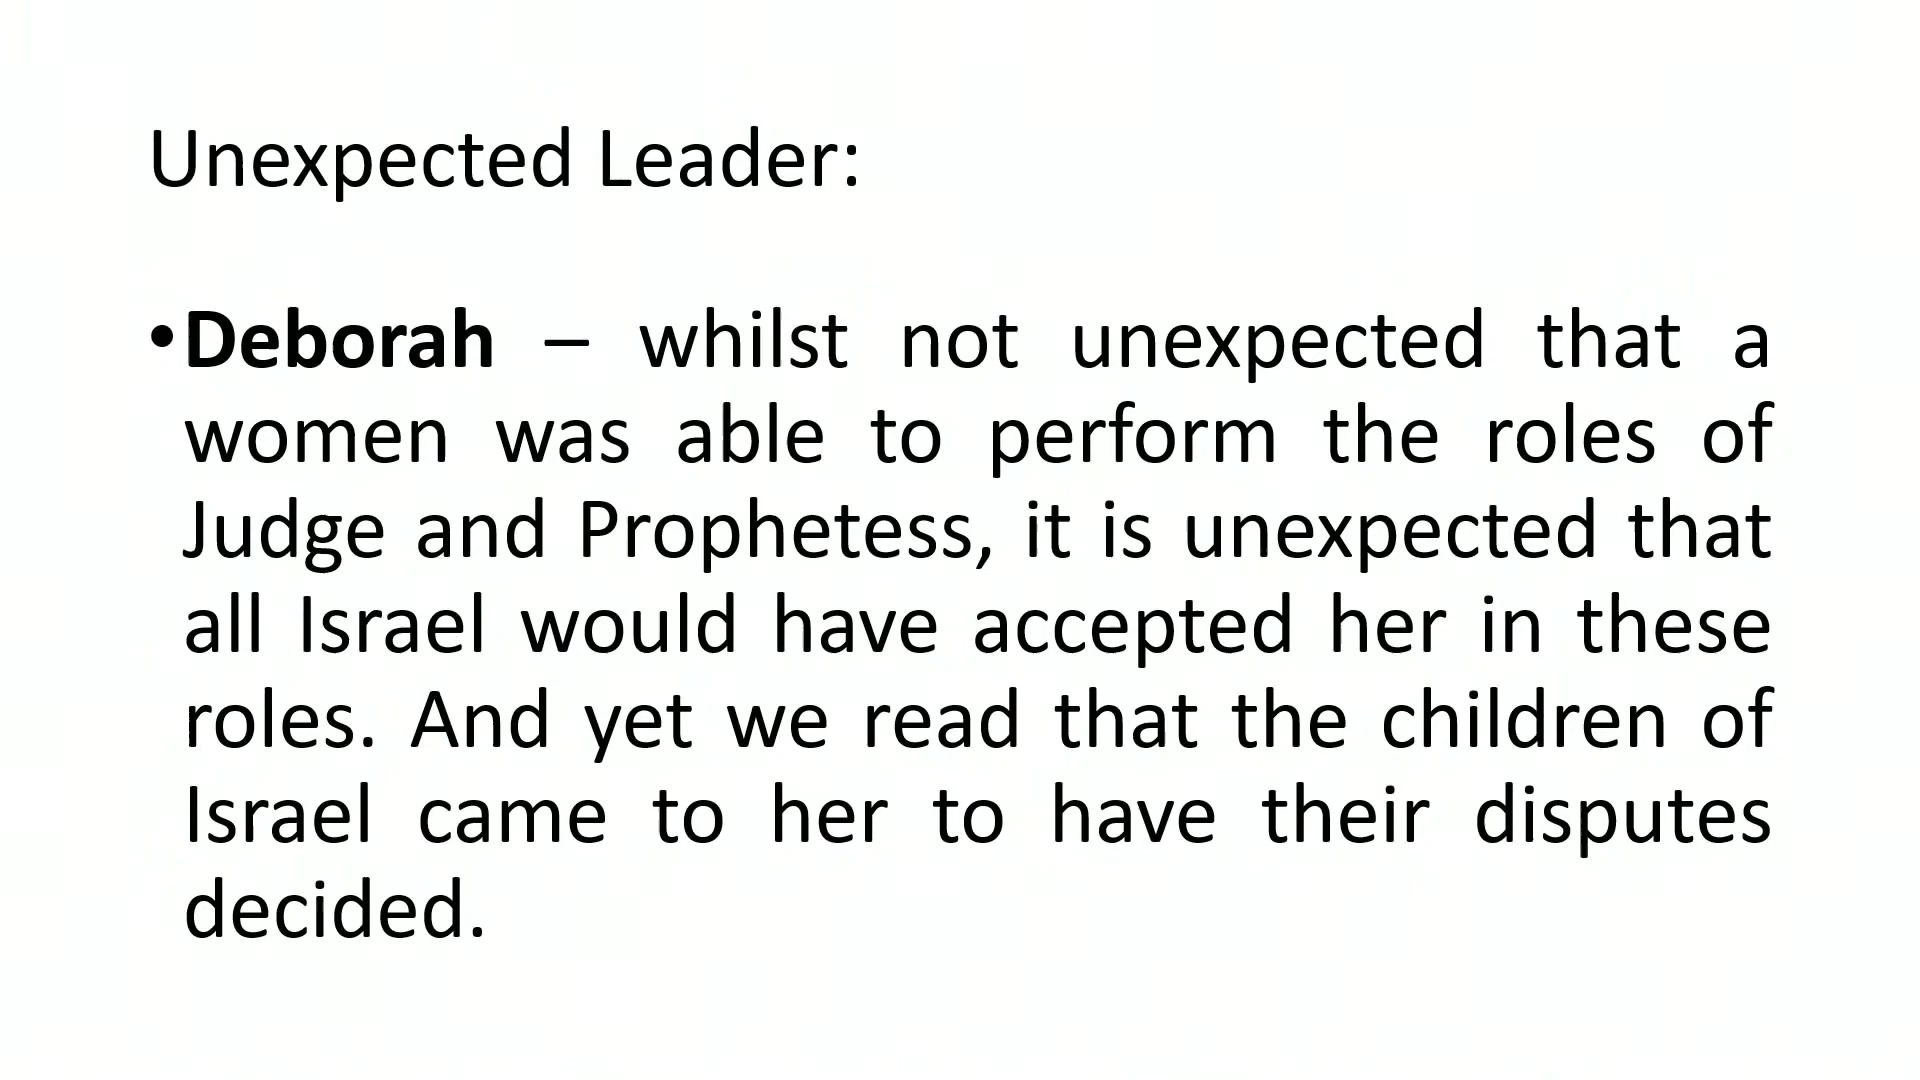 Unexpected Leader:
•Deborah – whilst not unexpected that a
women was able to perform the roles of
Judge and Prophetess, it is unexpected that
all Israel would have accepted her in these
roles. And yet we read that the children of
Israel came to her to have their disputes
decided.